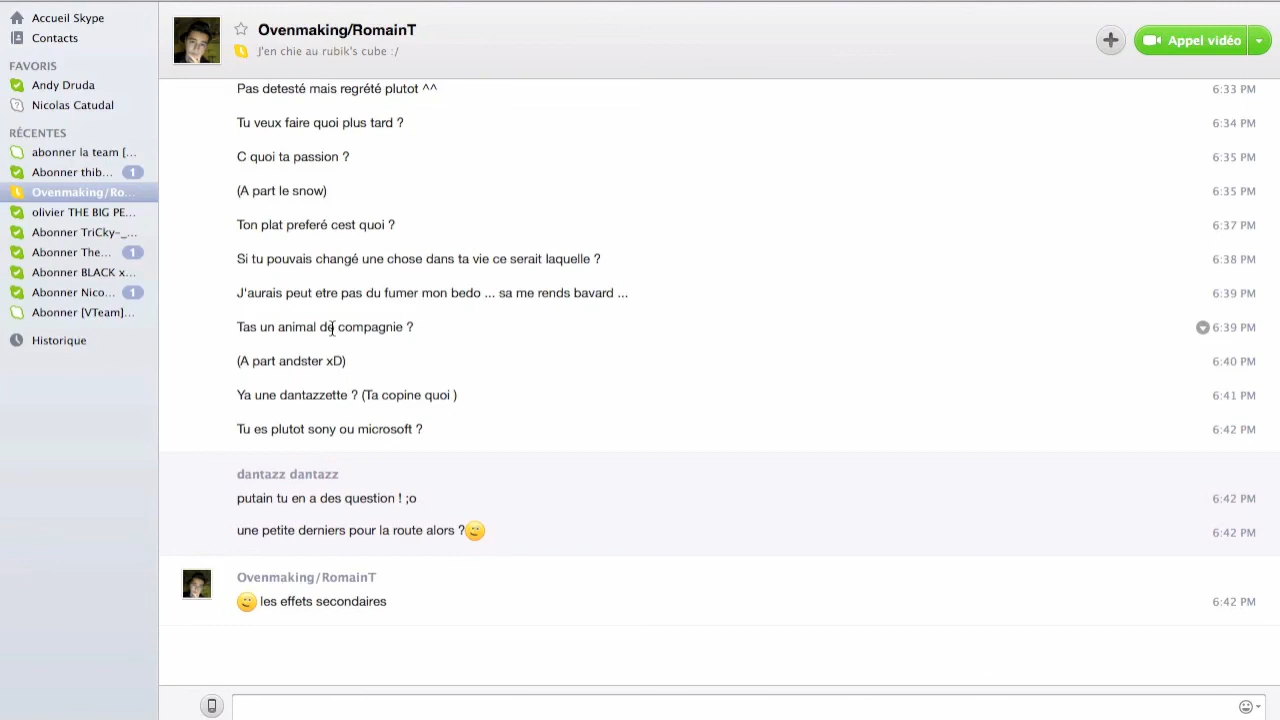 Accueil Skype
Contacts
FAVORIS
Andy Druda
Nicolas Catudal
RÉCENTES
abonner la team [...
Abonner thib... 1
Ovenmaking/Ro...
olivier THE BIG PE...
Abonner TriCky-_...
Abonner The... 1
Abonner BLACK x...
Abonner Nico... 1
Abonner [VTeam]...
Historique
Ovenmaking/RomainT
J'en chie au rubik's cube :/
Appel vidéo
Pas detesté mais regrété plutot ^^ 6:33 PM
Tu veux faire quoi plus tard ? 6:34 PM
C quoi ta passion ? 6:35 PM
(A part le snow) 6:35 PM
Ton plat preferé cest quoi ? 6:37 PM
Si tu pouvais changé une chose dans ta vie ce serait laquelle ? 6:38 PM
J'aurais peut etre pas du fumer mon bedo ... sa me rends bavard ... 6:39 PM
Tas un animal de compagnie ? 6:39 PM
(A part andster xD) 6:40 PM
Ya une dantazzette ? (Ta copine quoi ) 6:41 PM
Tu es plutot sony ou microsoft ? 6:42 PM
dantazz dantazz
putain tu en a des question ! ;o 6:42 PM
une petite derniers pour la route alors ? 6:42 PM
Ovenmaking/RomainT
les effets secondaires 6:42 PM